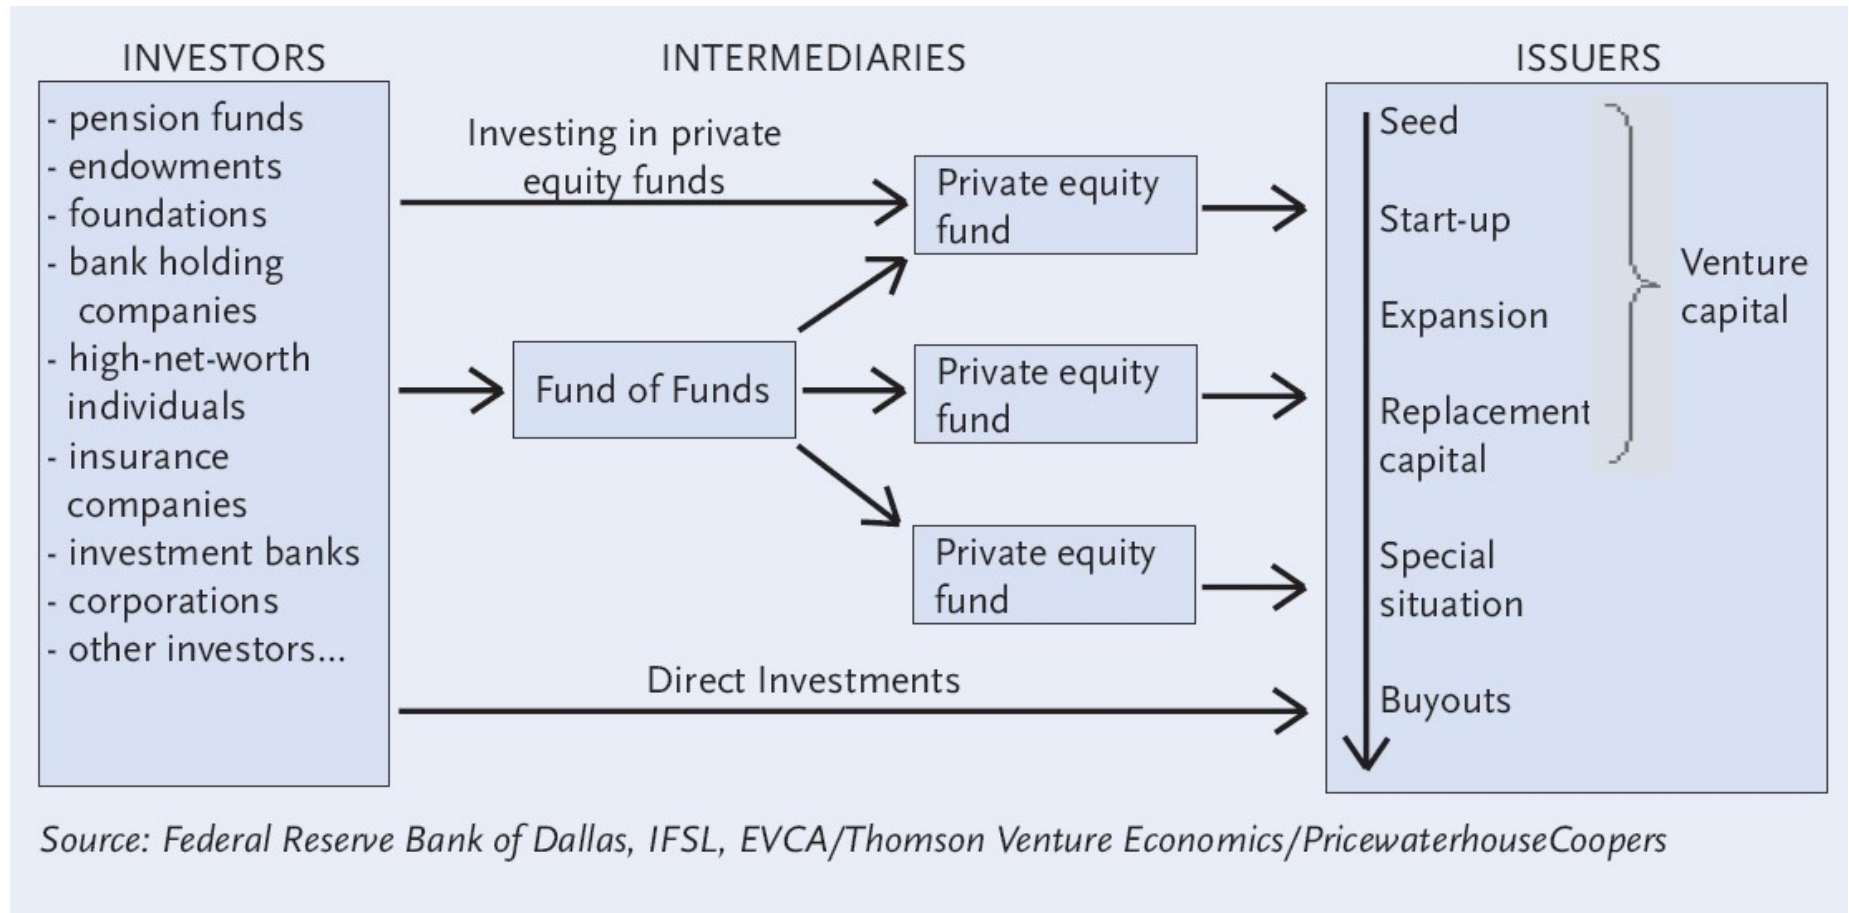 INVESTORS
- pension funds
- endowments
- foundations
- bank holding
companies
- high-net-worth
individuals
- insurance
companies
- investment banks
- corporations
- other investors...
INTERMEDIARIES
Investing in private
equity funds
Fund of Funds
Private equity
fund
Private equity
fund
Private equity
fund
Direct Investments
ISSUERS
Seed
Start-up
Expansion
Replacement
capital
Venture
capital
Special
situation
Buyouts
Source: Federal Reserve Bank of Dallas, IFSL, EVCA/Thomson Venture Economics/PricewaterhouseCoopers